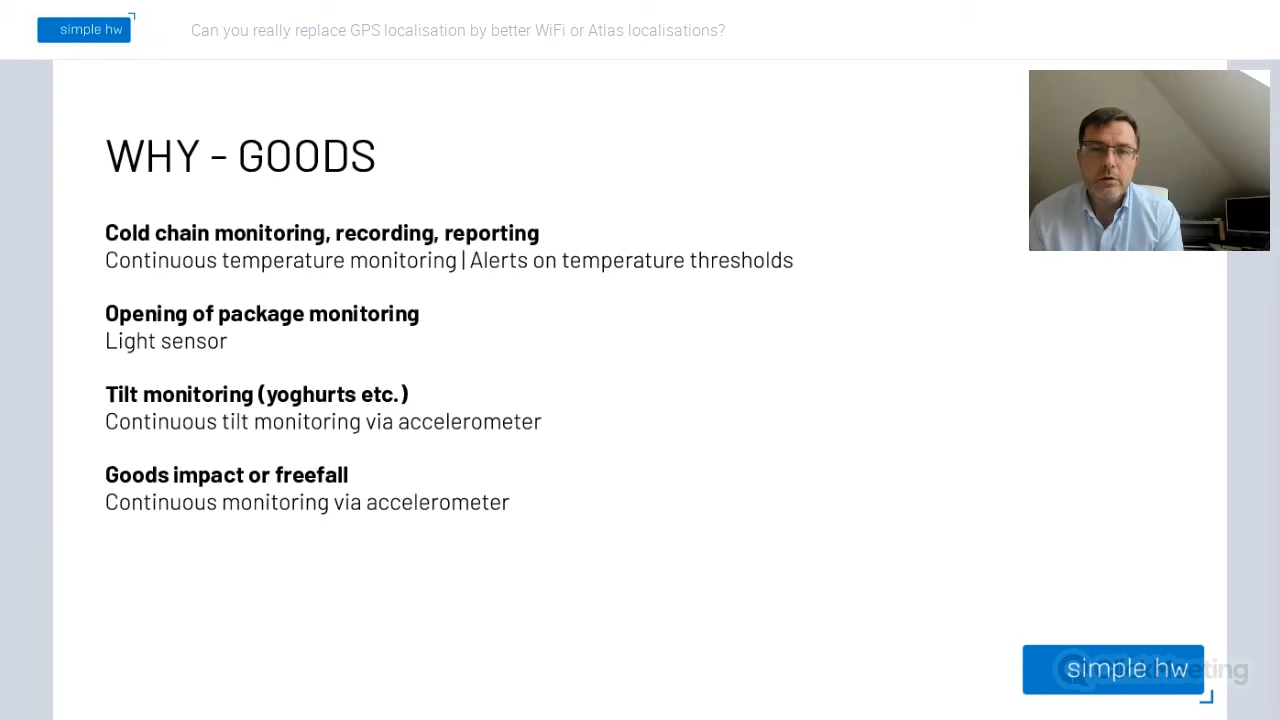 simple hw
Can you really replace GPS localisation by better WiFi or Atlas localisations?
WHY - GOODS
Cold chain monitoring, recording, reporting
Continuous temperature monitoring | Alerts on temperature thresholds
Opening of package monitoring
Light sensor
Tilt monitoring (yoghurts etc.)
Continuous tilt monitoring via accelerometer
Goods impact or freefall
Continuous monitoring via accelerometer
simple hw